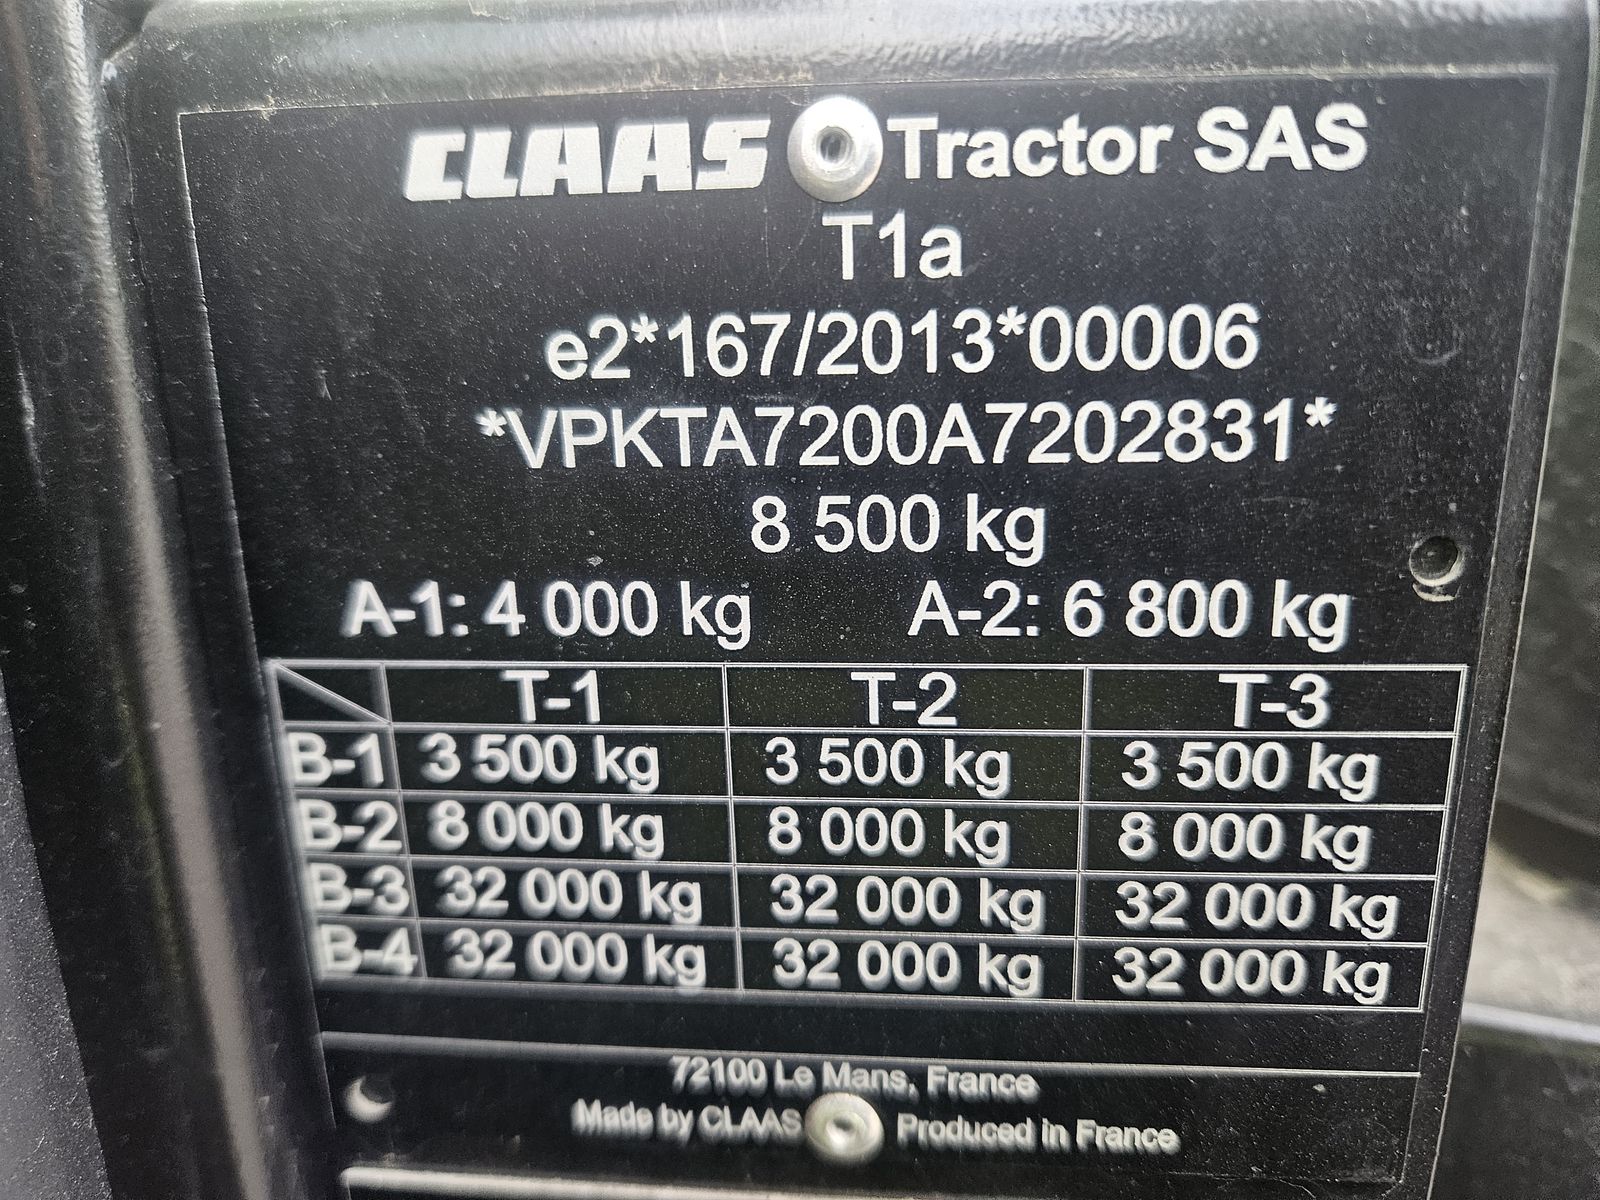 CLAAS Tractor SAS
T1a
e2*167/2013*00006
*VPKTA7200A7202831*
8 500 kg
A-1: 4 000 kg A-2: 6 800 kg
T-1 T-2 T-3
B-1 3 500 kg 3 500 kg 3 500 kg
B-2 8 000 kg 8 000 kg 8 000 kg
B-3 32 000 kg 32 000 kg 32 000 kg
B-4 32 000 kg 32 000 kg 32 000 kg
72100 Le Mans, France
Made by CLAAS Produced in France